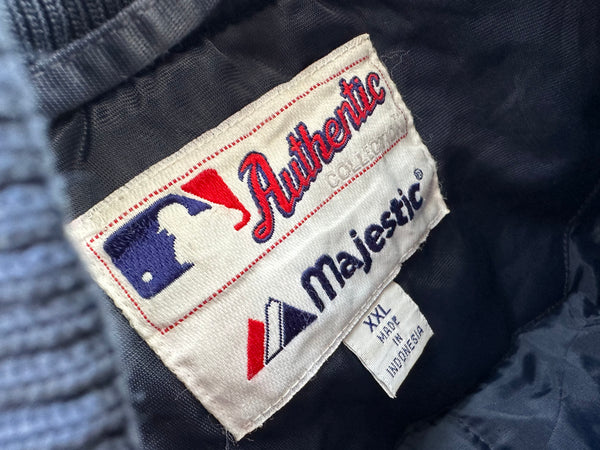 Authentic
COLLECTION
Majestic®
XXL
MADE
IN
INDONESIA